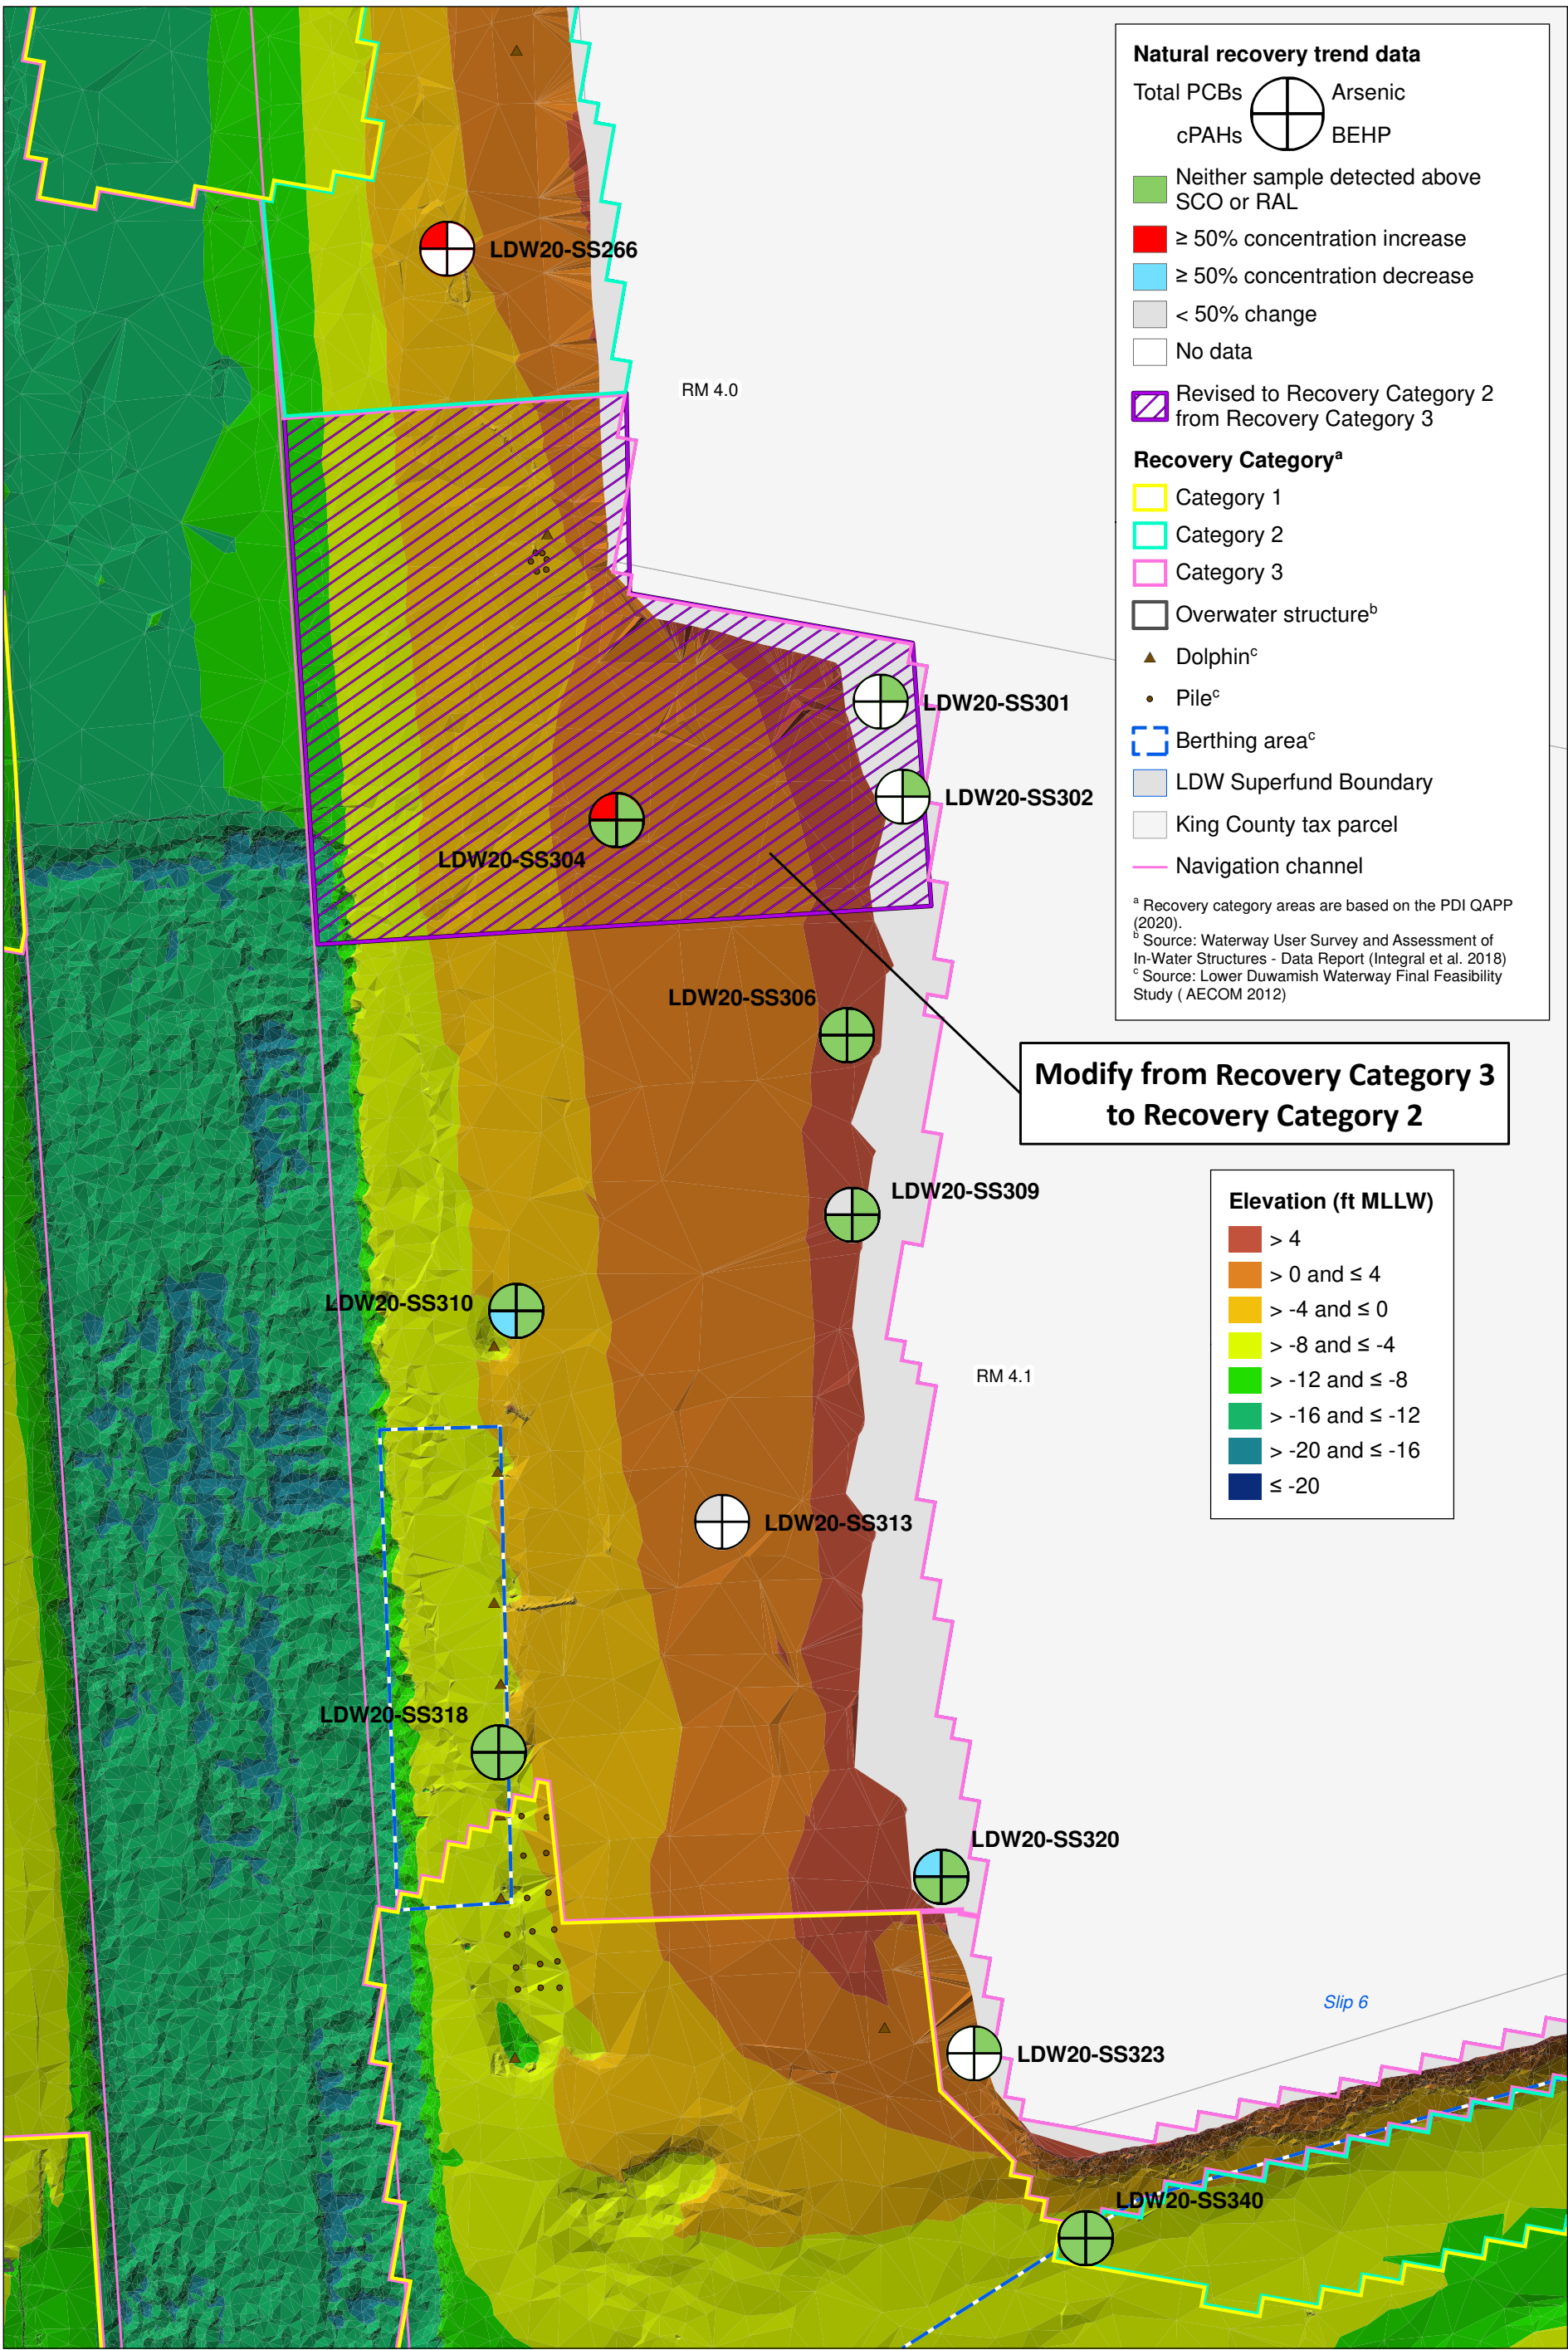 Natural recovery trend data
Total PCBs
Arsenic
cPAHs
BEHP
Neither sample detected above
SCO or RAL
≥ 50% concentration increase
≥ 50% concentration decrease
< 50% change
No data
Revised to Recovery Category 2
from Recovery Category 3
Recovery Categoryᵃ
Category 1
Category 2
Category 3
Overwater structureᵇ
Dolphinᶜ
Pileᶜ
Berthing areaᶜ
LDW Superfund Boundary
King County tax parcel
Navigation channel
ᵃ Recovery category areas are based on the PDI QAPP
(2020).
ᵇ Source: Waterway User Survey and Assessment of
In-Water Structures - Data Report (Integral et al. 2018)
ᶜ Source: Lower Duwamish Waterway Final Feasibility
Study ( AECOM 2012)
LDW20-SS266
RM 4.0
LDW20-SS301
LDW20-SS302
LDW20-SS304
LDW20-SS306
Modify from Recovery Category 3
to Recovery Category 2
LDW20-SS309
Elevation (ft MLLW)
> 4
> 0 and ≤ 4
> -4 and ≤ 0
> -8 and ≤ -4
> -12 and ≤ -8
> -16 and ≤ -12
> -20 and ≤ -16
≤ -20
LDW20-SS310
RM 4.1
LDW20-SS313
LDW20-SS318
LDW20-SS320
Slip 6
LDW20-SS323
LDW20-SS340